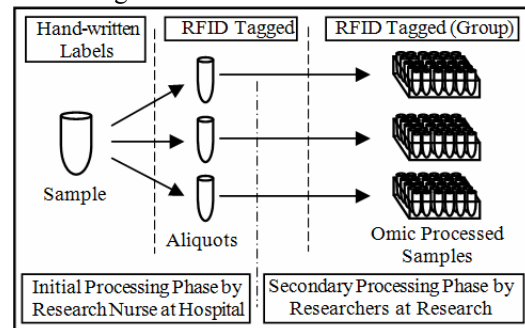 Hand-written
Labels
RFID Tagged
RFID Tagged (Group)
Sample
Aliquots
Omic Processed
Samples
Initial Processing Phase by
Research Nurse at Hospital
Secondary Processing Phase by
Researchers at Research